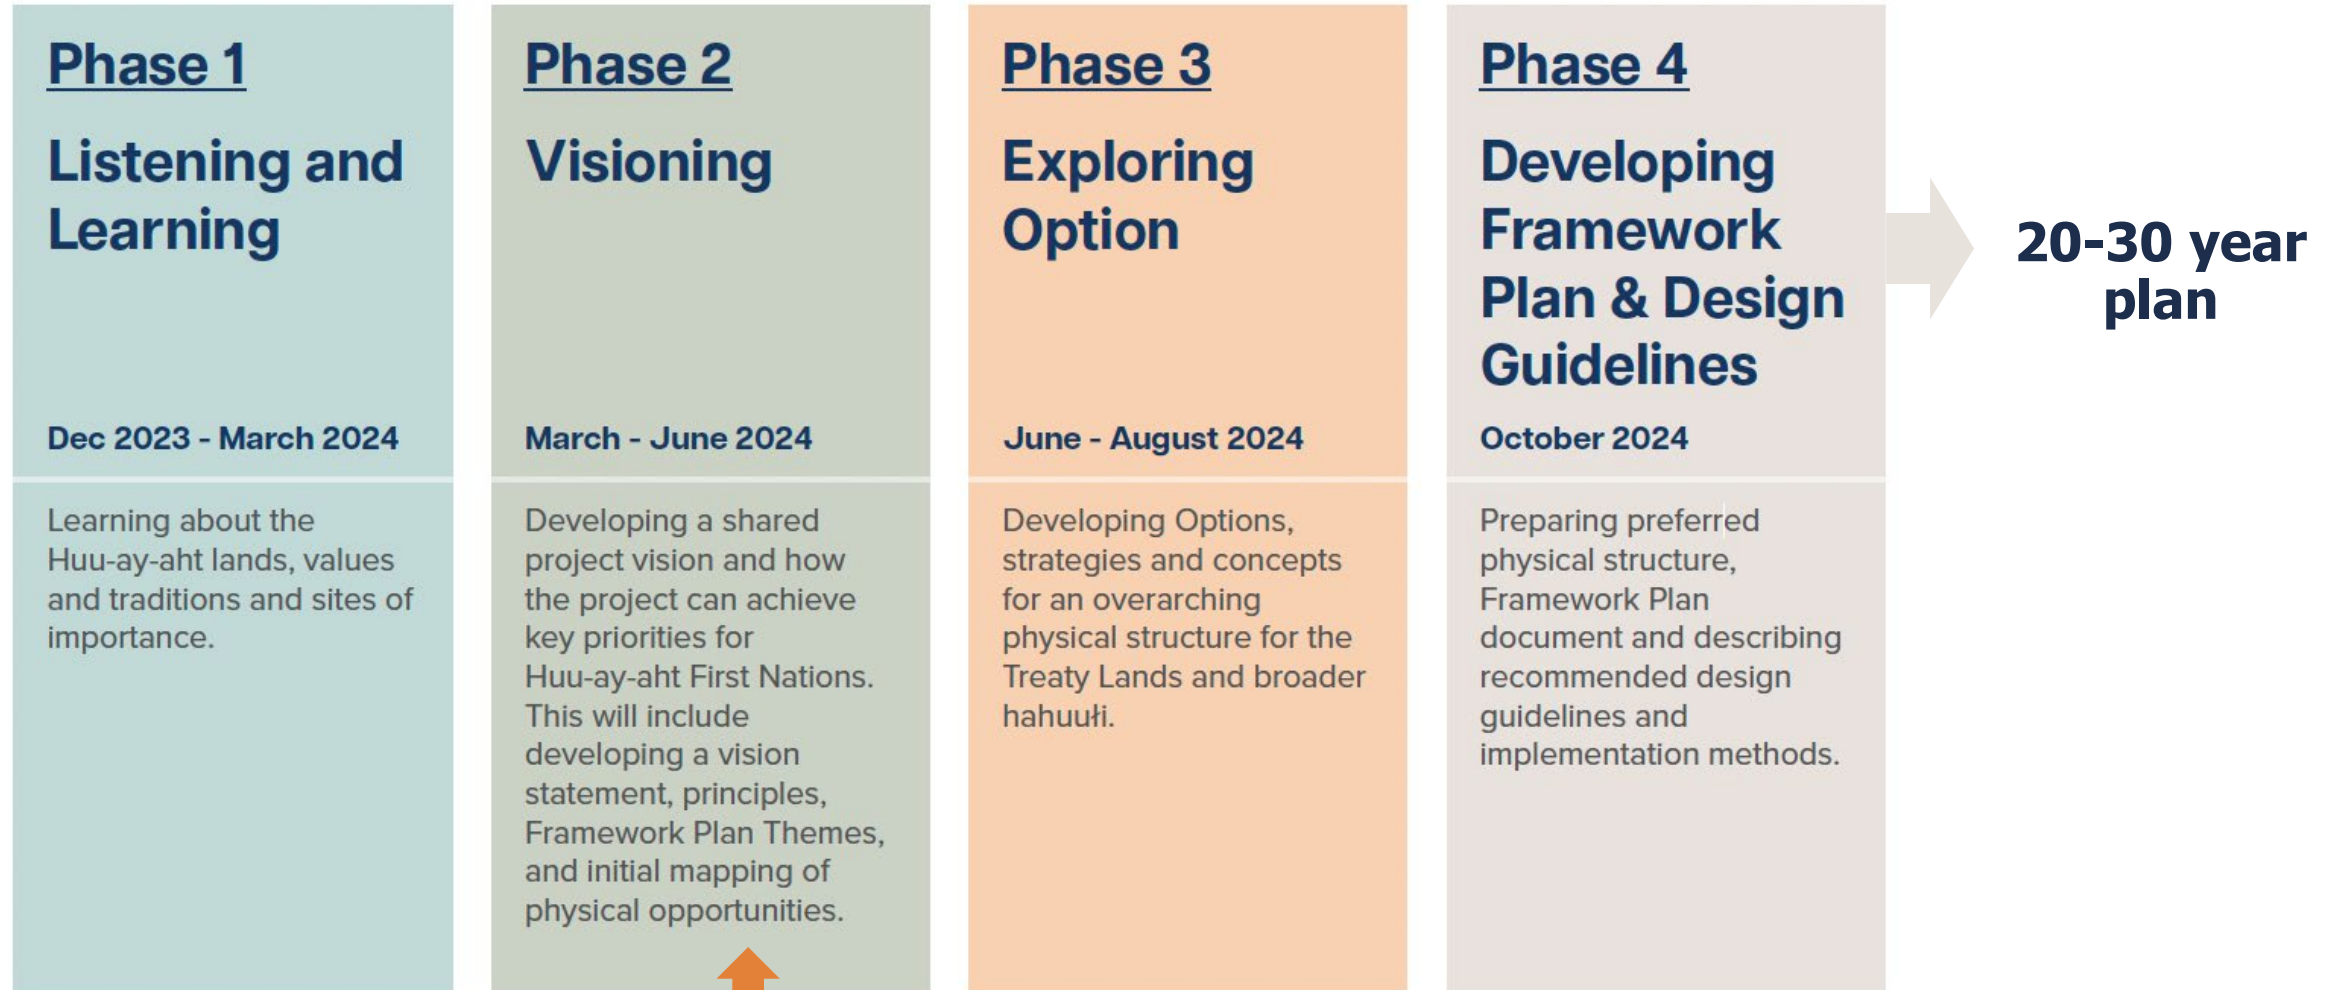 Phase 1
Listening and
Learning
Dec 2023 - March 2024
Learning about the
Huu-ay-aht lands, values
and traditions and sites of
importance.
Phase 2
Visioning
March - June 2024
Developing a shared
project vision and how
the project can achieve
key priorities for
Huu-ay-aht First Nations.
This will include
developing a vision
statement, principles,
Framework Plan Themes,
and initial mapping of
physical opportunities.
Phase 3
Exploring
Option
June - August 2024
Developing Options,
strategies and concepts
for an overarching
physical structure for the
Treaty Lands and broader
hahuułi.
Phase 4
Developing
Framework
Plan & Design
Guidelines
October 2024
Preparing preferred
physical structure,
Framework Plan
document and describing
recommended design
guidelines and
implementation methods.
20-30 year
plan